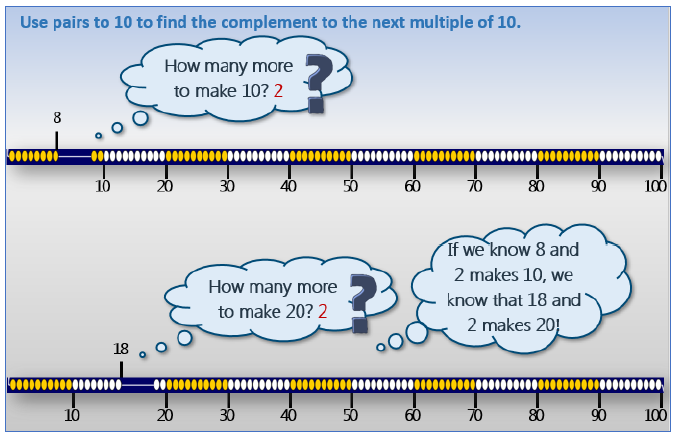 Use pairs to 10 to find the complement to the next multiple of 10.
How many more
to make 10? 2
?
8
10 20 30 40 50 60 70 80 90 100
If we know 8 and
2 makes 10, we
know that 18 and
2 makes 20!
How many more
to make 20? 2
?
18
10 20 30 40 50 60 70 80 90 100